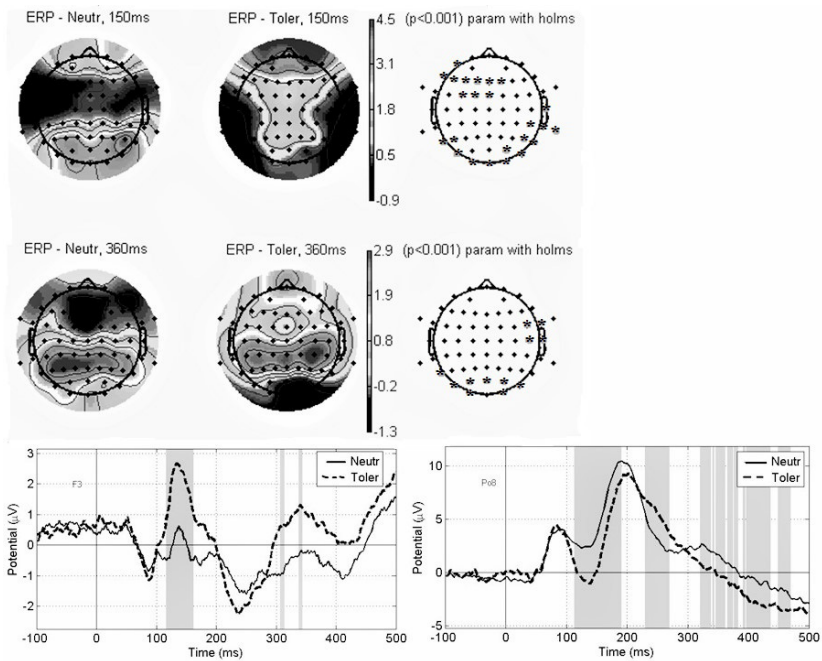 ERP - Neutr, 150ms
ERP - Toler, 150ms
(p<0.001) param with holms
4.5
3.1
1.8
0.5
-0.9
ERP - Neutr, 360ms
ERP - Toler, 360ms
(p<0.001) param with holms
2.9
1.9
0.8
-0.2
-1.3
3
2
1
0
-1
-2
Potential (μV)
F3
Neutr
Toler
-100
0
100
200
300
400
500
Time (ms)
10
5
0
-5
Potential (μV)
Po8
Neutr
Toler
-100
0
100
200
300
400
500
Time (ms)